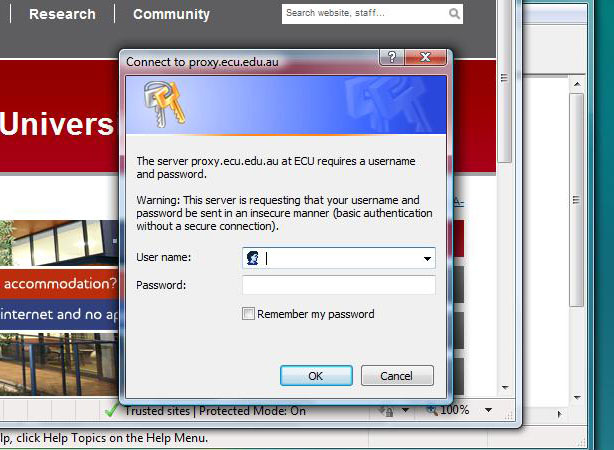 Research
Community
Search website, staff...
Connect to proxy.ecu.edu.au
?
Univers
The server proxy.ecu.edu.au at ECU requires a username
and password.
Warning: This server is requesting that your username and
password be sent in an insecure manner (basic authentication
without a secure connection).
A-
User name:
Password:
Remember my password
accommodation?
internet and no ap
OK
Cancel
Trusted sites | Protected Mode: On
100%
lp, click Help Topics on the Help Menu.